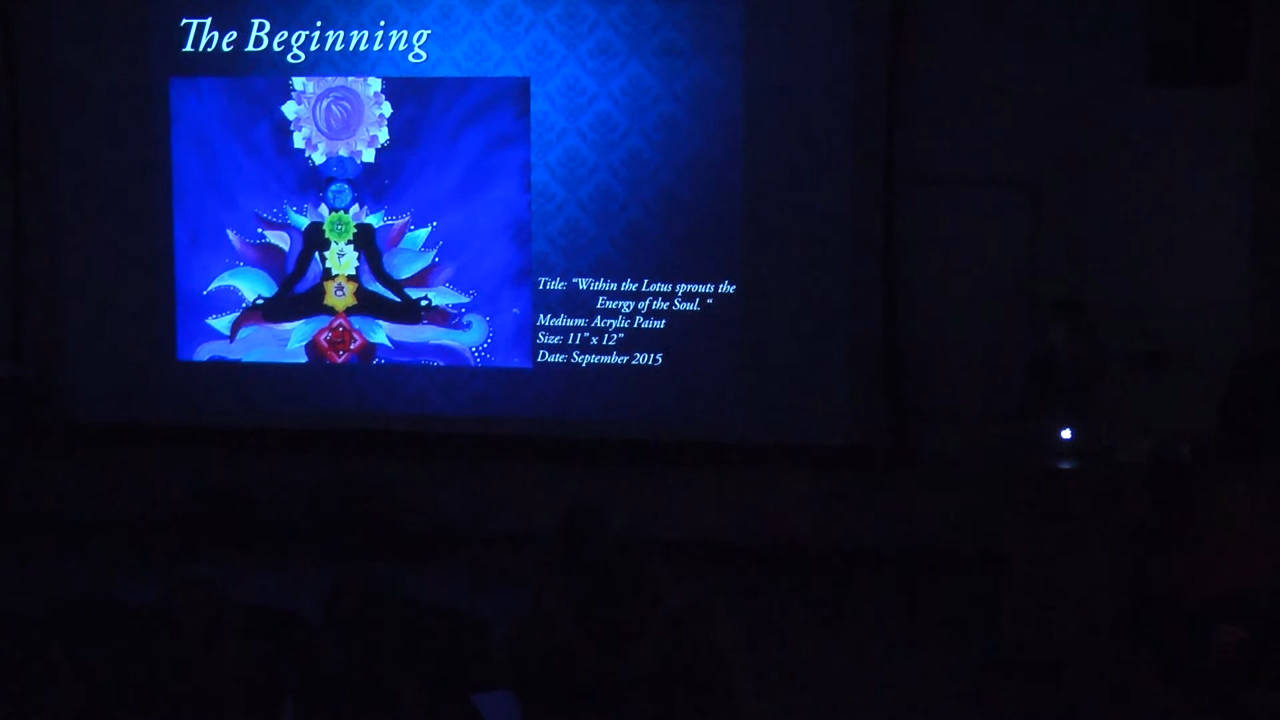 The Beginning
Title: "Within the Lotus sprouts the
Energy of the Soul. "
Medium: Acrylic Paint
Size: 11" x 12"
Date: September 2015